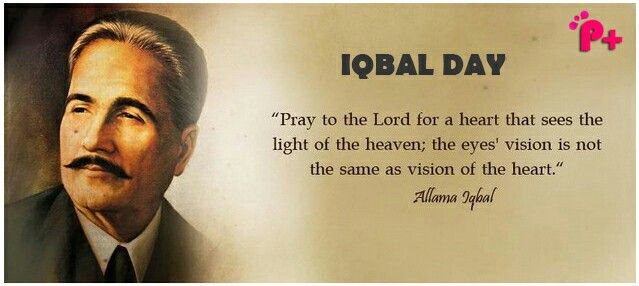 P+
IQBAL DAY
“Pray to the Lord for a heart that sees the
light of the heaven; the eyes' vision is not
the same as vision of the heart.“
Allama Iqbal